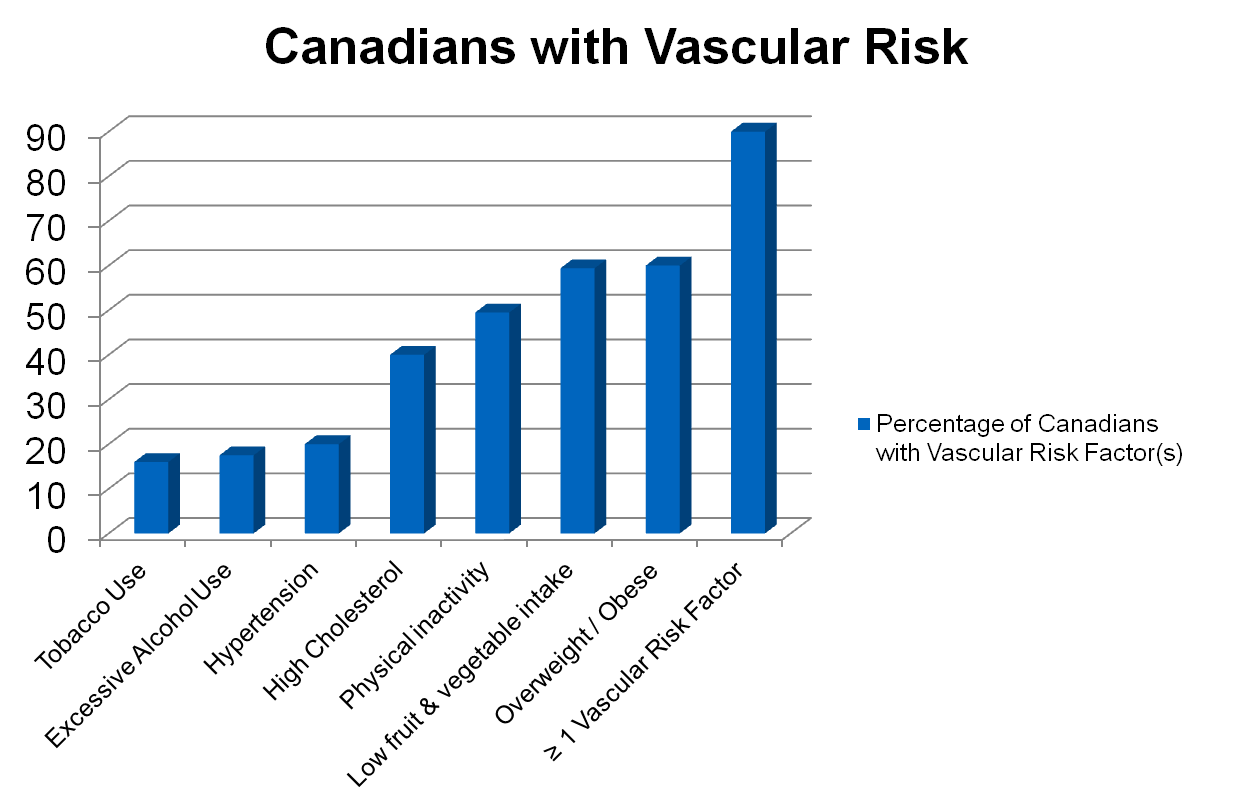 Canadians with Vascular Risk
90
80
70
60
50
40
30
20
10
0
Tobacco Use
Excessive Alcohol Use
Hypertension
High Cholesterol
Physical inactivity
Low fruit & vegetable intake
Overweight / Obese
≥ 1 Vascular Risk Factor
Percentage of Canadians
with Vascular Risk Factor(s)